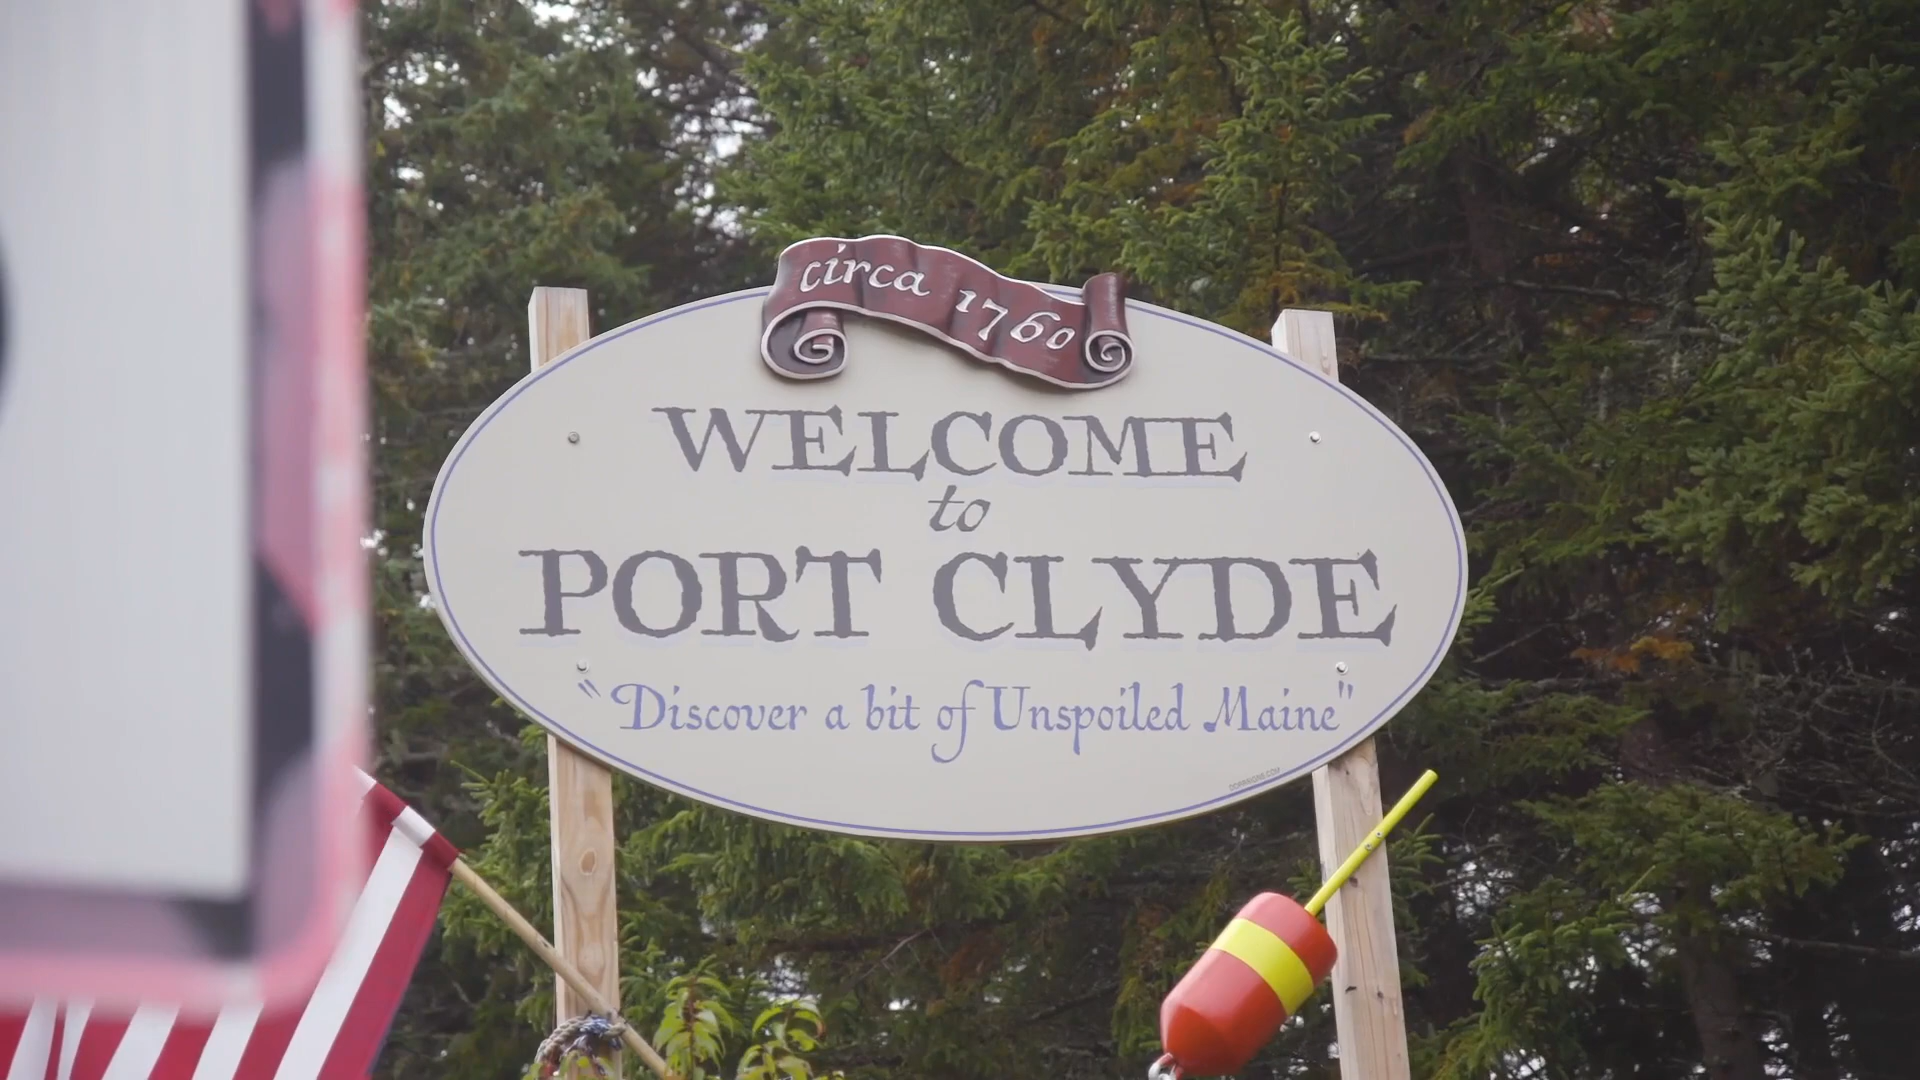 circa 1760
WELCOME
to
PORT CLYDE
"Discover a bit of Unspoiled Maine"